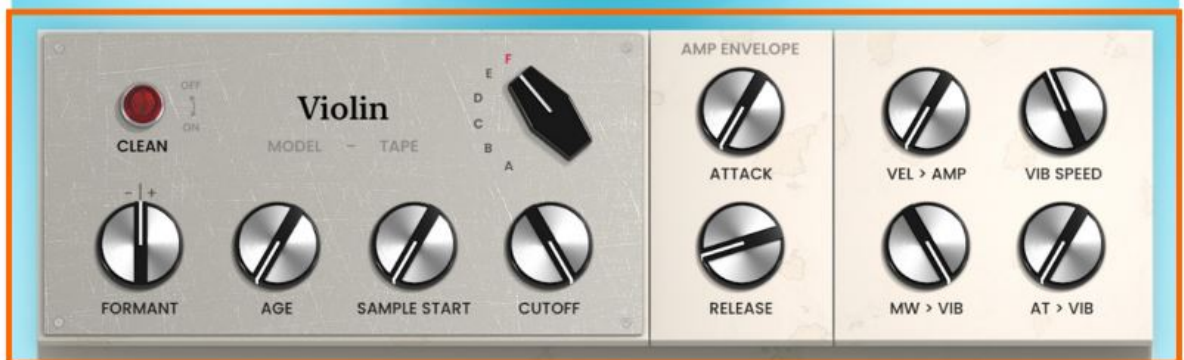 AMP ENVELOPE
F
E
D
C
B
A
OFF
ON
CLEAN
Violin
MODEL - TAPE
ATTACK
VEL > AMP
VIB SPEED
- | +
FORMANT
AGE
SAMPLE START
CUTOFF
RELEASE
MW > VIB
AT > VIB